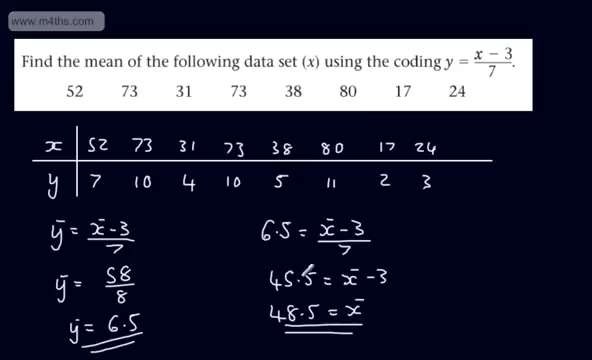 www.m4ths.com
Find the mean of the following data set (x) using the coding y = (x − 3)/7.
52 73 31 73 38 80 17 24
x | 52 73 31 73 38 80 17 24
y | 7 10 4 10 5 11 2 3
ȳ = (x̄ - 3)/7
6.5 = (x̄ - 3)/7
ȳ = 58/8
45.5 = x̄ - 3
ȳ = 6.5
48.5 = x̄